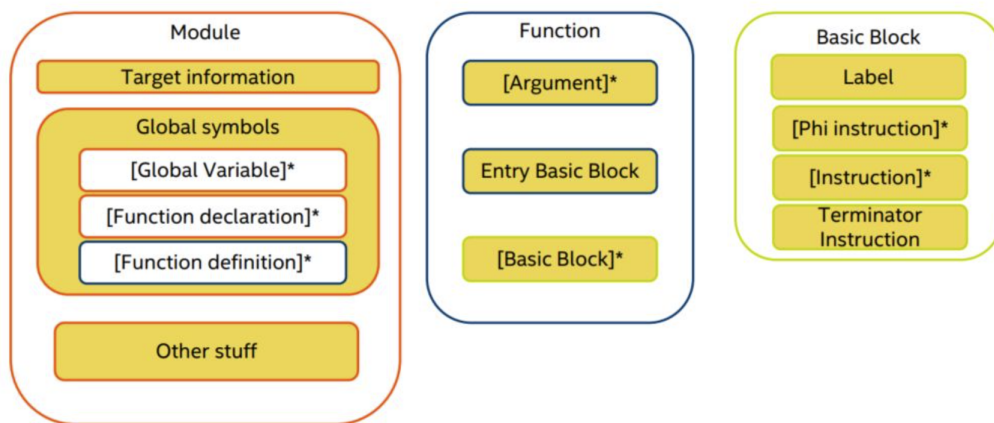 Module
Target information
Global symbols
[Global Variable]*
[Function declaration]*
[Function definition]*
Other stuff
Function
[Argument]*
Entry Basic Block
[Basic Block]*
Basic Block
Label
[Phi instruction]*
[Instruction]*
Terminator
Instruction